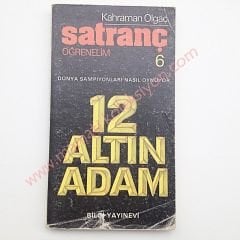 Kahraman Olgaç
satranç
ÖĞRENELİM
6
DÜNYA ŞAMPİYONLARI NASIL OYNUYOR
12
ALTIN
ADAM
BİLGİ YAYINEVİ